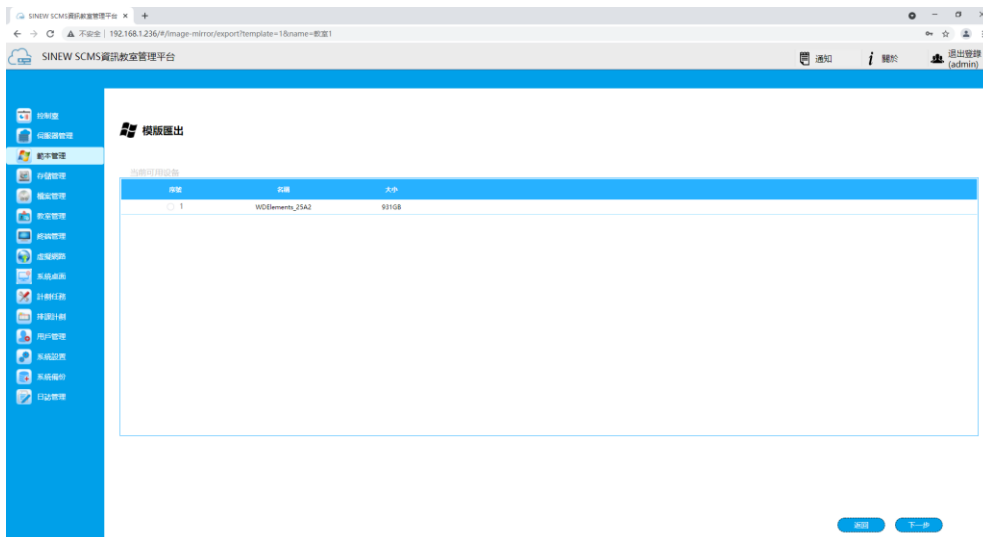 SINEW SCMS資訊教室管理平台
不安全 | 192.168.1.236/#/image-mirror/export?template=1&name=教室1
SINEW SCMS資訊教室管理平台
通知
關於
退出登錄
(admin)
控制室
伺服器管理
範本管理
存儲管理
檔案管理
教室管理
終端管理
虛擬網路
系統桌面
計劃任務
排課計劃
用戶管理
系統設置
系統備份
日誌管理
模版匯出
当前可用設備
序號 名稱 大小
1 WDElements_25A2 931GB
返回 下一步